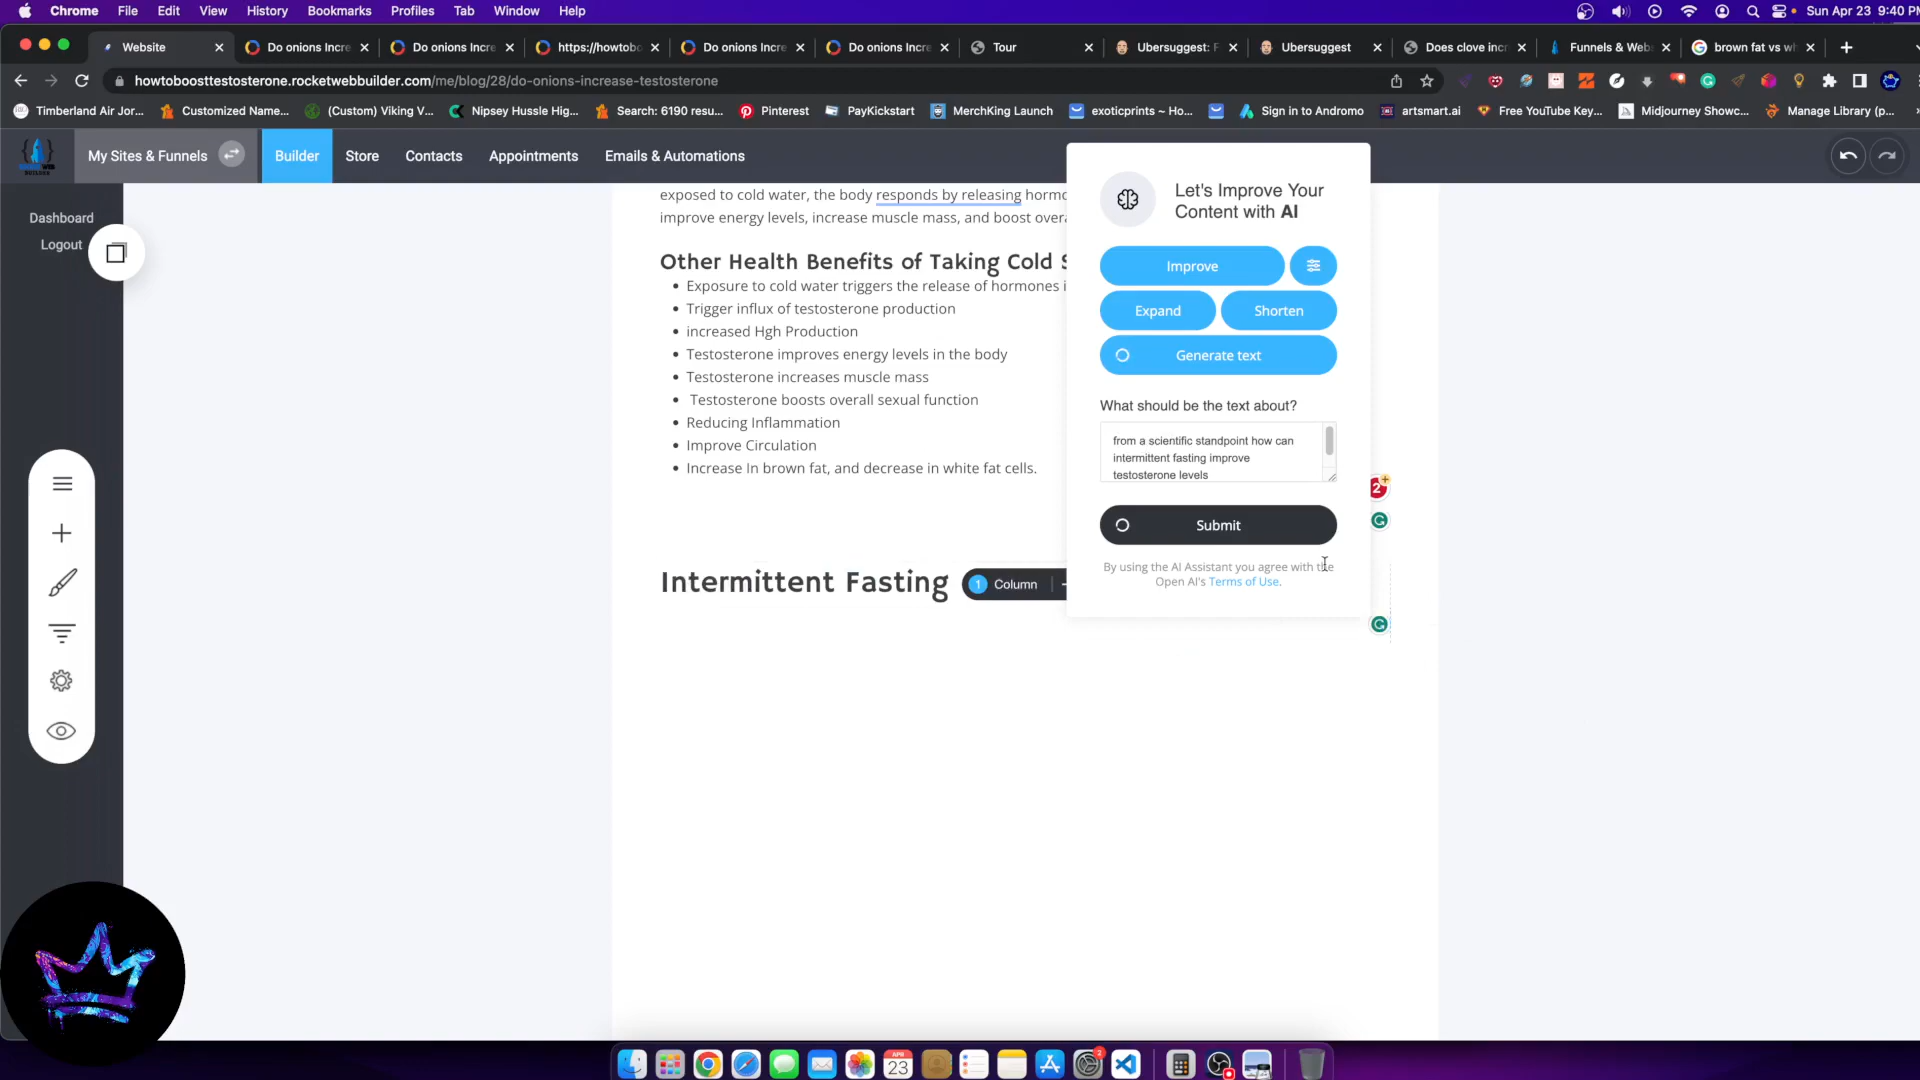 Chrome File Edit View History Bookmarks Profiles Tab Window Help
Sun Apr 23 9:40
Website
Do onions Incre
Do onions Incre
https://howtobo
Do onions Incre
Do onions Incre
Tour
Ubersuggest: F
Ubersuggest
Does clove incr
Funnels & Web
brown fat vs wh
howtoboosttestosterone.rocketwebbuilder.com/me/blog/28/do-onions-increase-testosterone
Timberland Air Jor...
Customized Name...
(Custom) Viking V...
Nipsey Hussle Hig...
Search: 6190 resu...
Pinterest
PayKickstart
MerchKing Launch
exoticprints ~ Ho...
Sign in to Andromo
artsmart.ai
Free YouTube Key...
Midjourney Showc...
Manage Library (p...
My Sites & Funnels
Builder
Store
Contacts
Appointments
Emails & Automations
Dashboard
Logout
exposed to cold water, the body responds by releasing hormo
improve energy levels, increase muscle mass, and boost overa
Other Health Benefits of Taking Cold S
Exposure to cold water triggers the release of hormones i
Trigger influx of testosterone production
increased Hgh Production
Testosterone improves energy levels in the body
Testosterone increases muscle mass
Testosterone boosts overall sexual function
Reducing Inflammation
Improve Circulation
Increase In brown fat, and decrease in white fat cells.
Intermittent Fasting
1 Column
Let's Improve Your
Content with AI
Improve
Expand
Shorten
Generate text
What should be the text about?
from a scientific standpoint how can
intermittent fasting improve
testosterone levels
Submit
By using the AI Assistant you agree with the
Open AI's Terms of Use.
2
APR
23
2